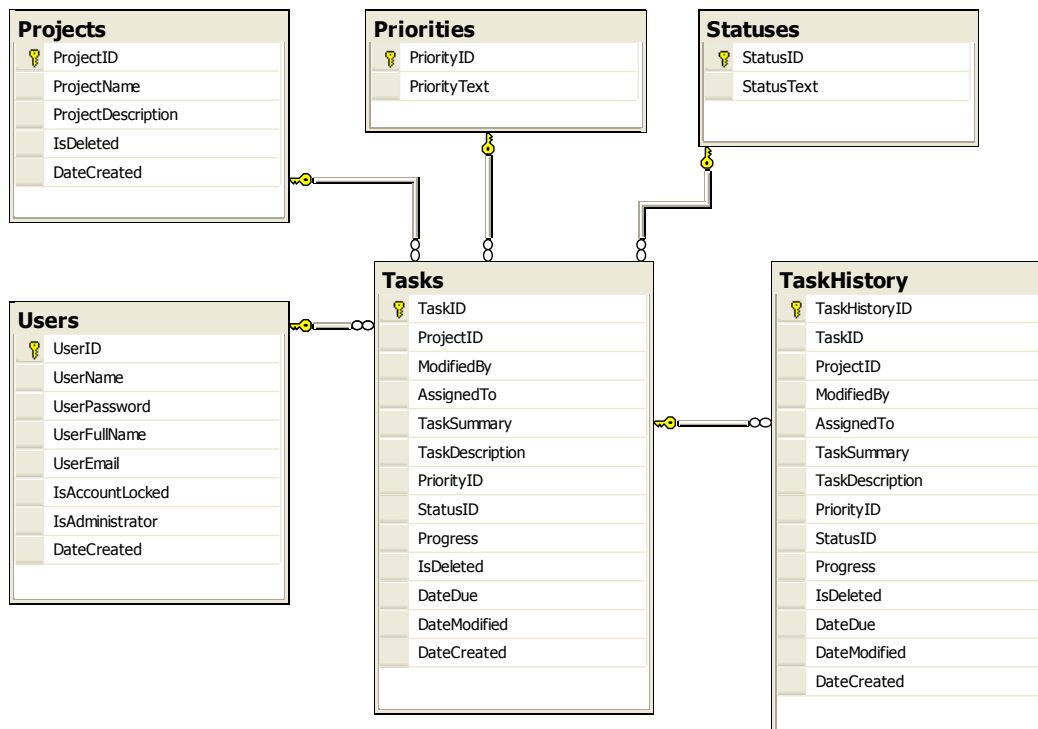 Projects
ProjectID
ProjectName
ProjectDescription
IsDeleted
DateCreated
Priorities
PriorityID
PriorityText
Statuses
StatusID
StatusText
Users
UserID
UserName
UserPassword
UserFullName
UserEmail
IsAccountLocked
IsAdministrator
DateCreated
Tasks
TaskID
ProjectID
ModifiedBy
AssignedTo
TaskSummary
TaskDescription
PriorityID
StatusID
Progress
IsDeleted
DateDue
DateModified
DateCreated
TaskHistory
TaskHistoryID
TaskID
ProjectID
ModifiedBy
AssignedTo
TaskSummary
TaskDescription
PriorityID
StatusID
Progress
IsDeleted
DateDue
DateModified
DateCreated